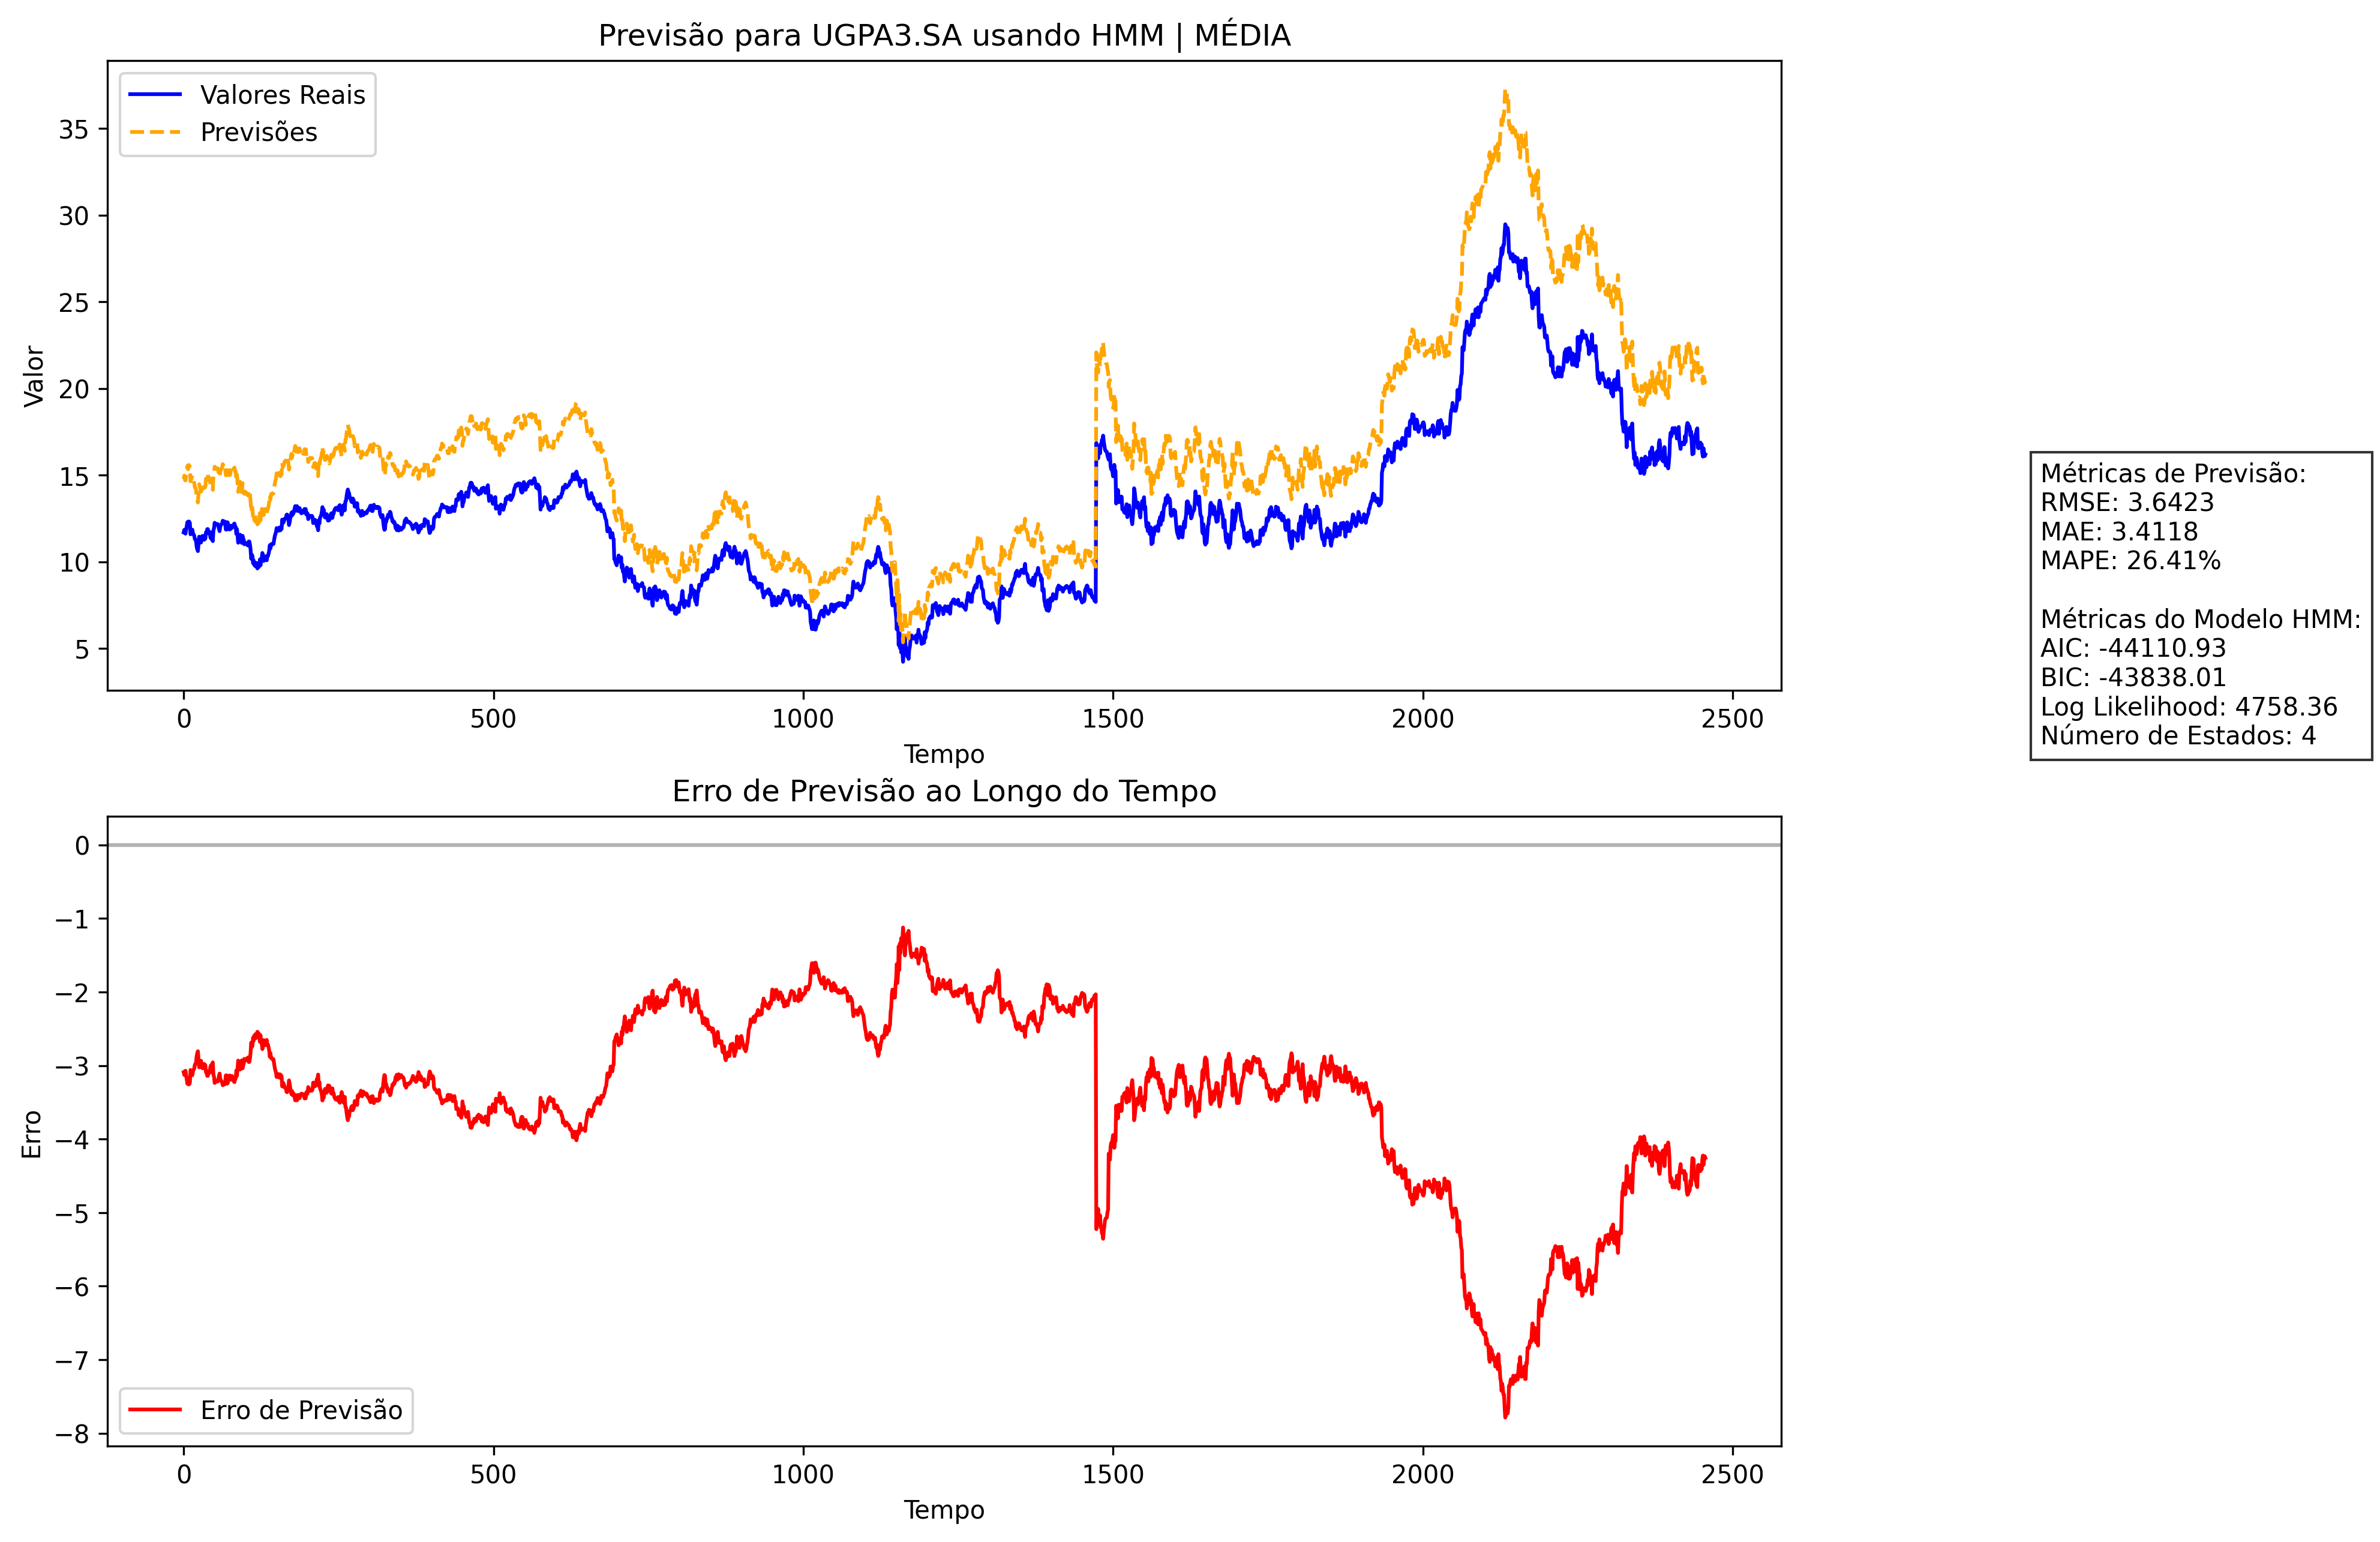 Previsão para UGPA3.SA usando HMM | MÉDIA
Valores Reais
Previsões
Valor
35
30
25
20
15
10
5
0
500
1000
1500
2000
2500
Tempo
Métricas de Previsão:
RMSE: 3.6423
MAE: 3.4118
MAPE: 26.41%
Métricas do Modelo HMM:
AIC: -44110.93
BIC: -43838.01
Log Likelihood: 4758.36
Número de Estados: 4
Erro de Previsão ao Longo do Tempo
Erro
0
−1
−2
−3
−4
−5
−6
−7
−8
Erro de Previsão
0
500
1000
1500
2000
2500
Tempo